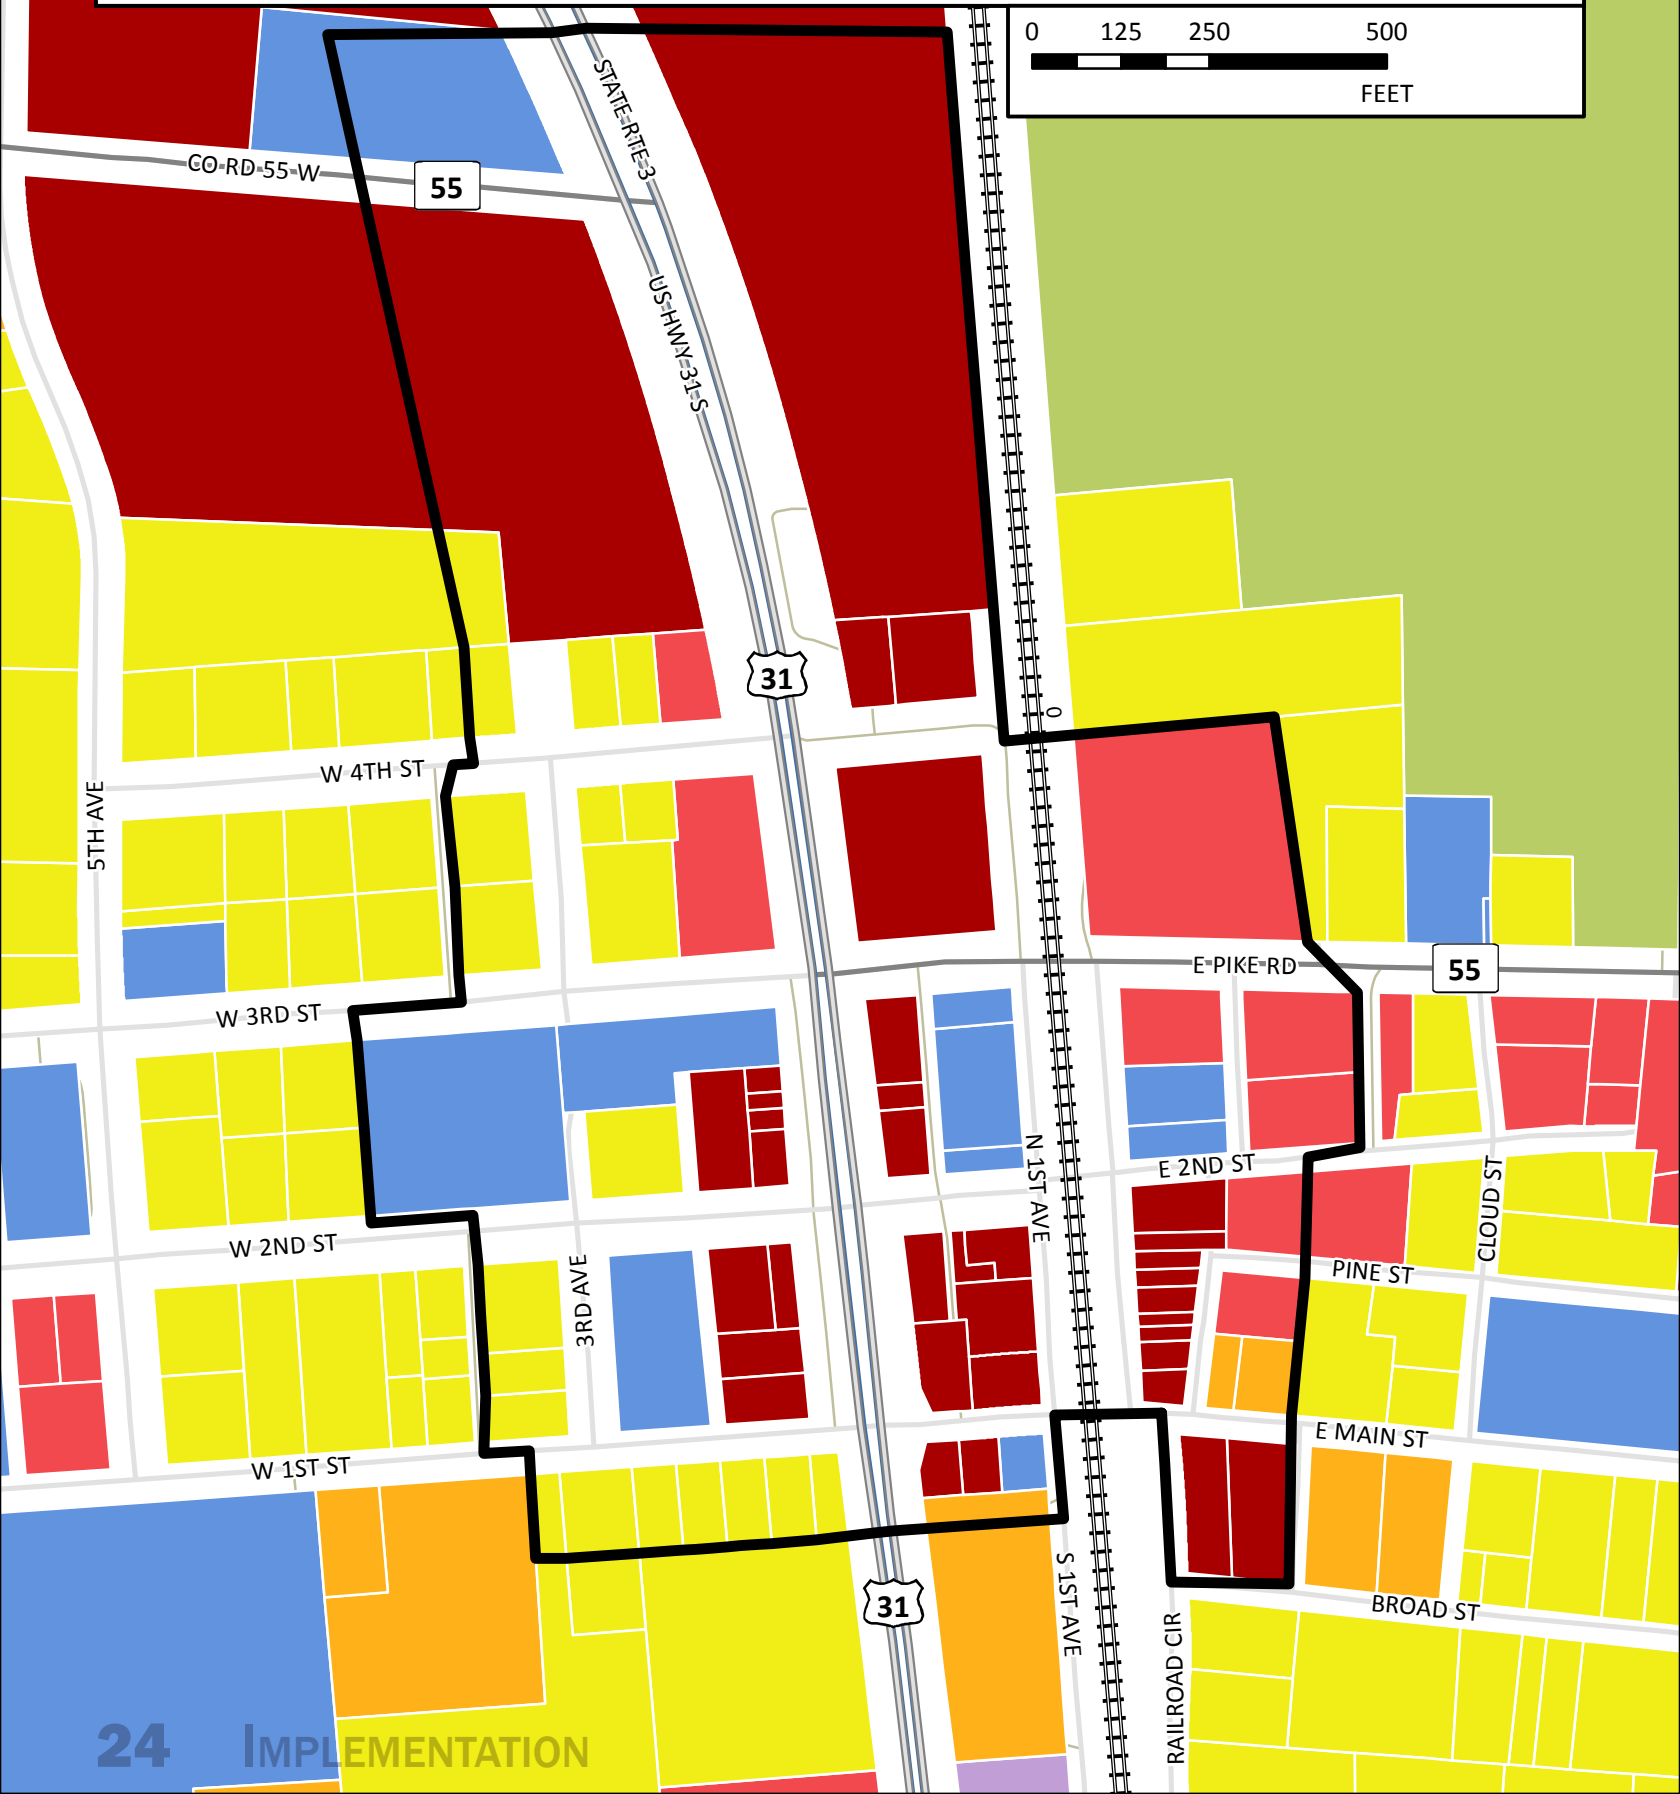 0 125 250 500
FEET
STATE RTE 3
CO RD 55 W
55
US HWY 31 S
31
0
W 4TH ST
5TH AVE
E PIKE RD
55
W 3RD ST
N 1ST AVE
E 2ND ST
CLOUD ST
W 2ND ST
3RD AVE
PINE ST
E MAIN ST
W 1ST ST
31
S 1ST AVE
BROAD ST
RAILROAD CIR
24 IMPLEMENTATION